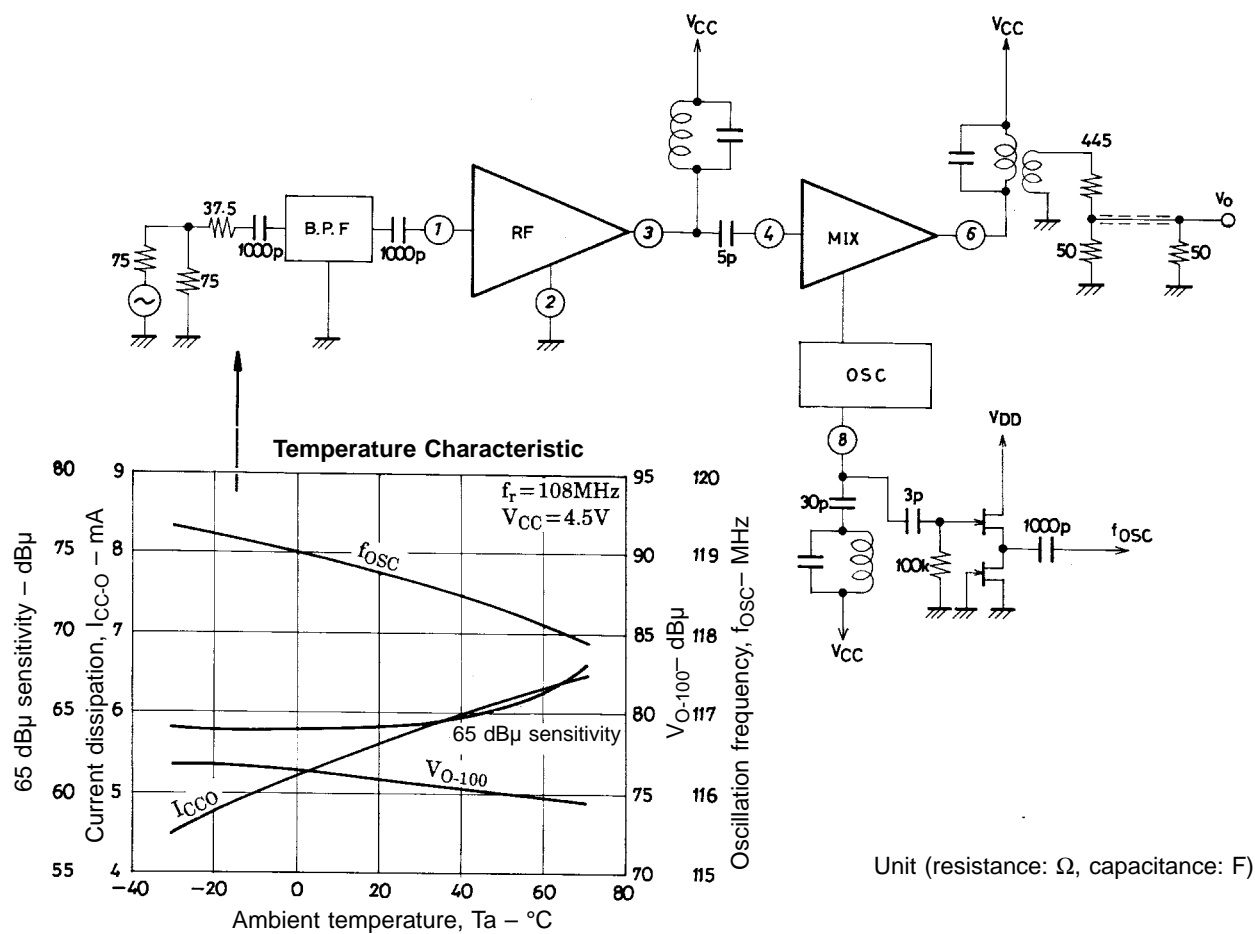 VCC
VCC
445
37.5
1000p
B.P.F
1000p
1
RF
3
5p
4
MIX
6
VO
75
75
2
50
50
OSC
8
VDD
30p
3p
1000p
fOSC
100k
VCC
Temperature Characteristic
fr=108MHz
VCC=4.5V
fOSC
65 dBμ sensitivity
VO-100
ICCO
65 dBμ sensitivity – dBμ
80
75
70
65
60
55
Current dissipation, ICC-O – mA
9
8
7
6
5
4
95
90
85
80
75
70
VO-100– dBμ
120
119
118
117
116
115
Oscillation frequency, fOSC– MHz
–40 –20 0 20 40 60 80
Ambient temperature, Ta – °C
Unit (resistance: Ω, capacitance: F)